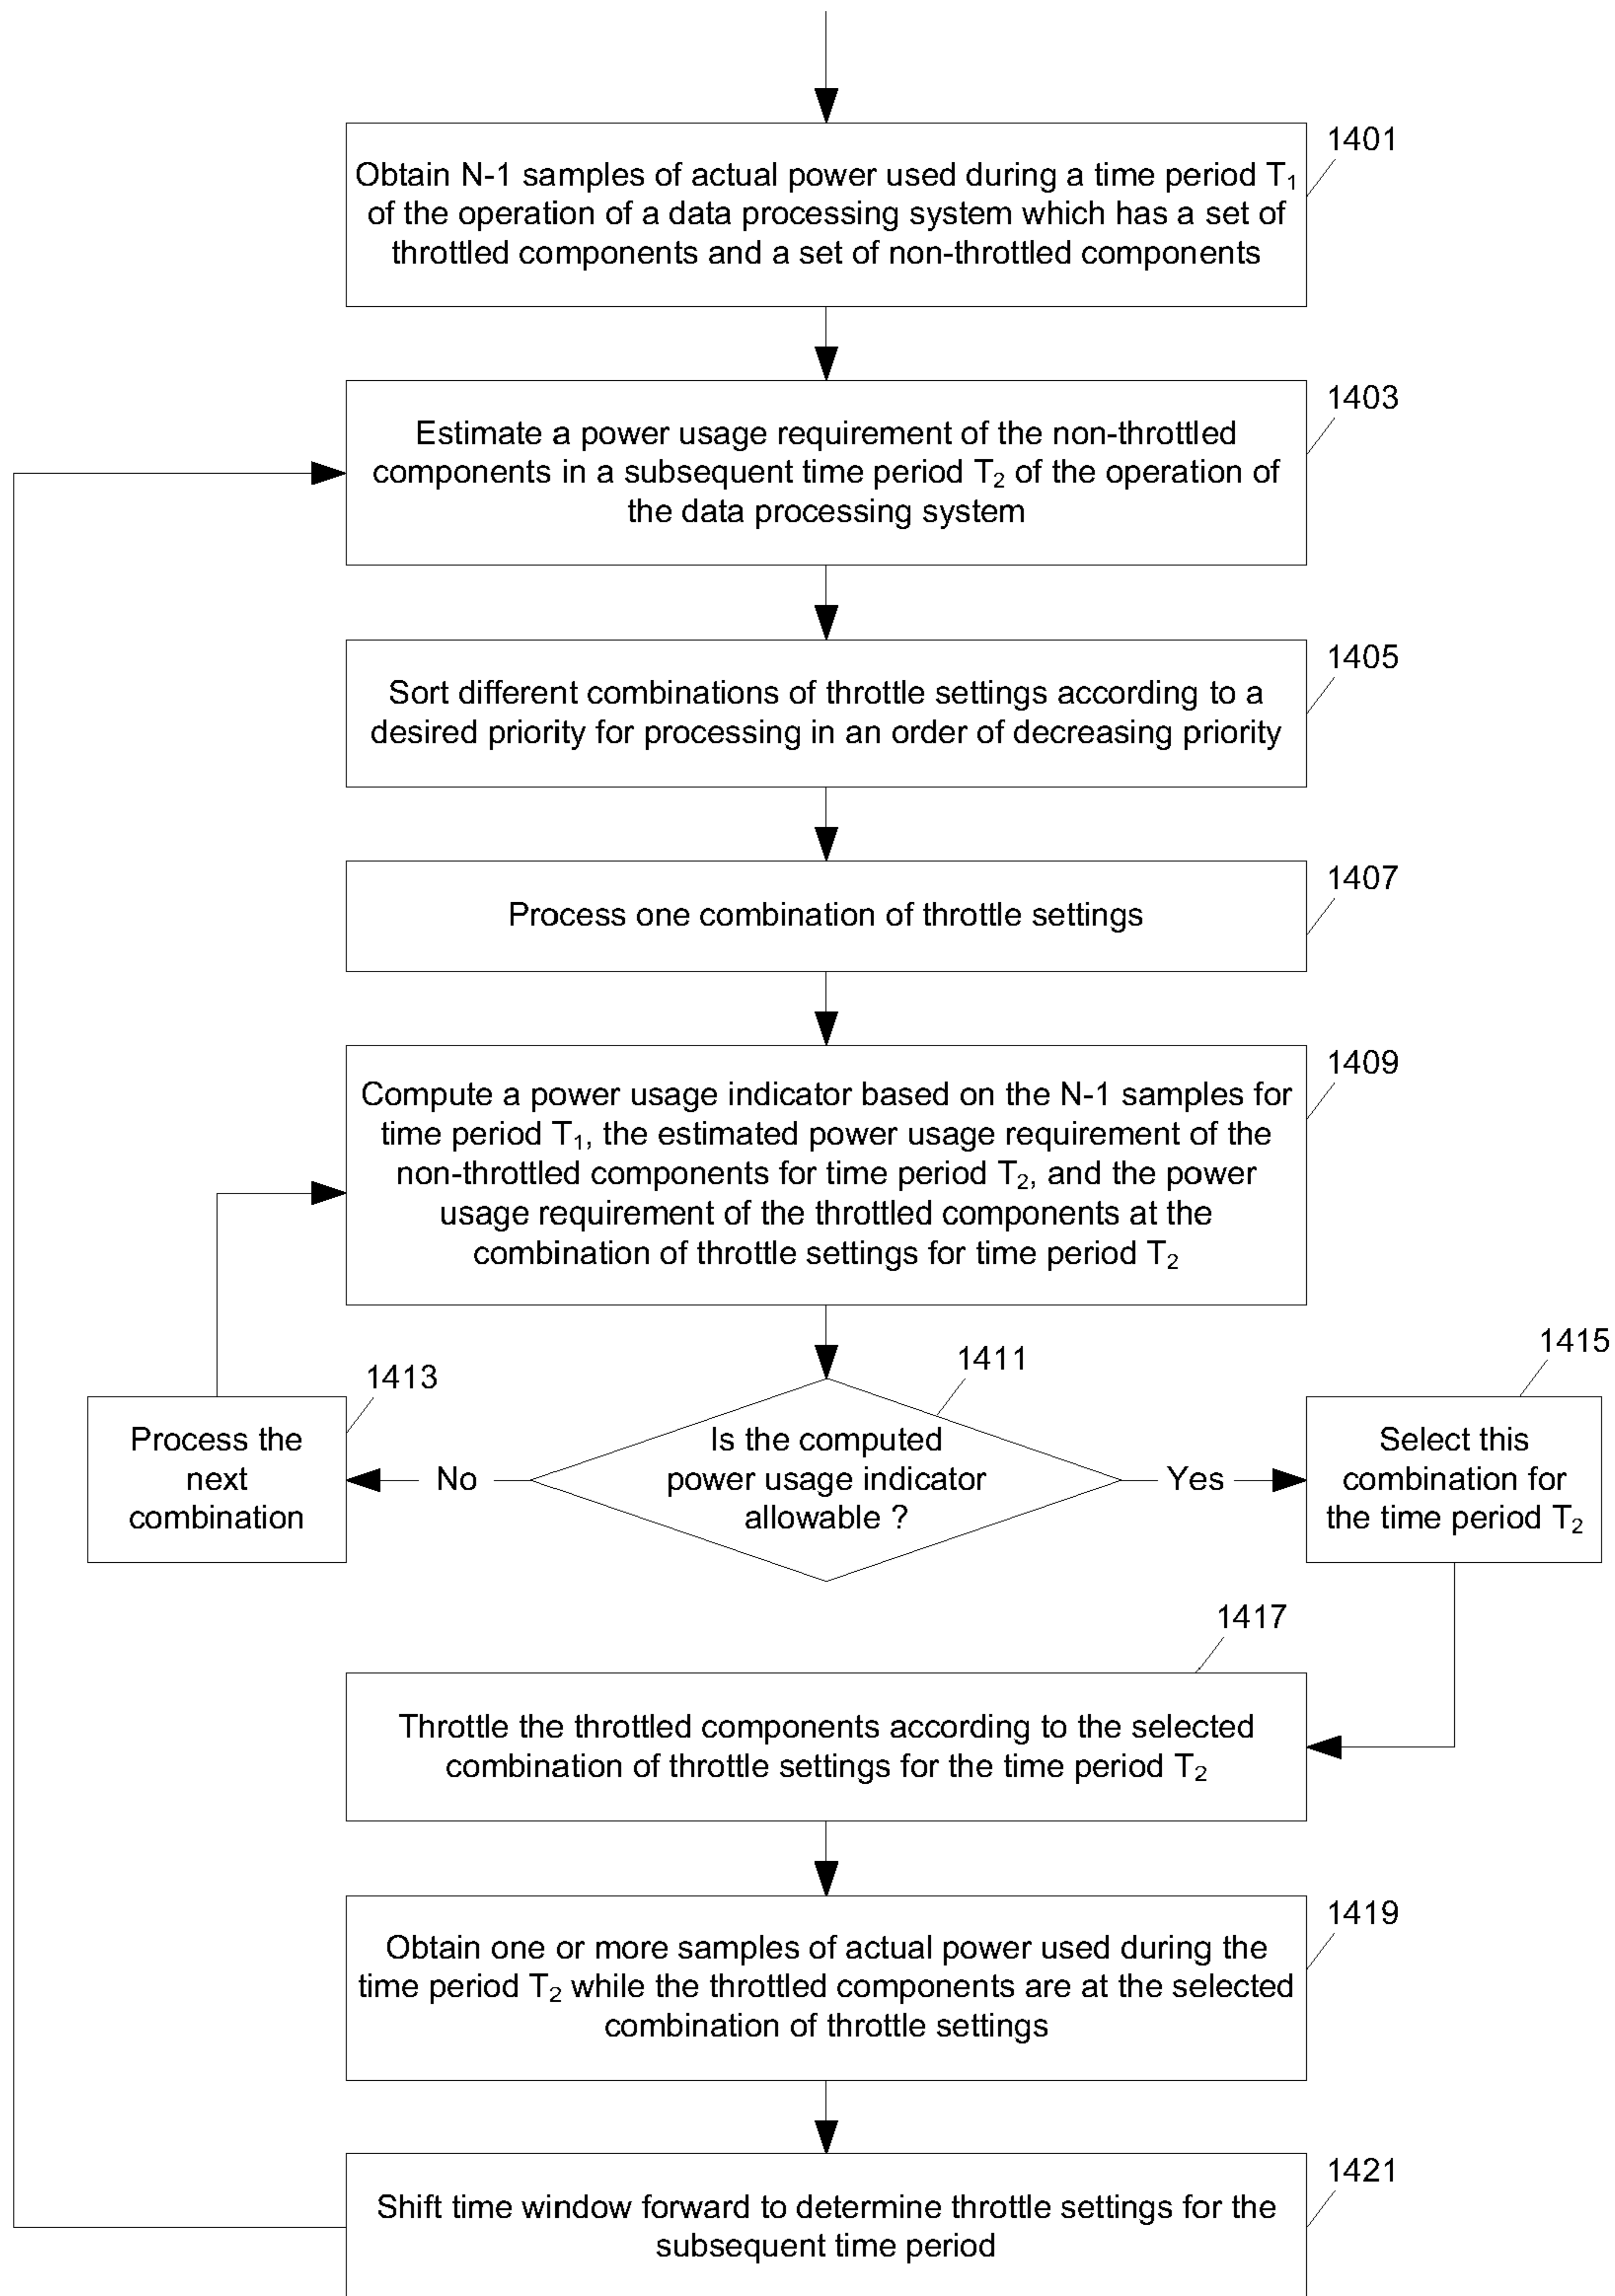 1401
Obtain N-1 samples of actual power used during a time period T₁
of the operation of a data processing system which has a set of
throttled components and a set of non-throttled components
1403
Estimate a power usage requirement of the non-throttled
components in a subsequent time period T₂ of the operation of
the data processing system
1405
Sort different combinations of throttle settings according to a
desired priority for processing in an order of decreasing priority
1407
Process one combination of throttle settings
1409
Compute a power usage indicator based on the N-1 samples for
time period T₁, the estimated power usage requirement of the
non-throttled components for time period T₂, and the power
usage requirement of the throttled components at the
combination of throttle settings for time period T₂
1411
Is the computed
power usage indicator
allowable ?
No
1413
Process the
next
combination
Yes
1415
Select this
combination for
the time period T₂
1417
Throttle the throttled components according to the selected
combination of throttle settings for the time period T₂
1419
Obtain one or more samples of actual power used during the
time period T₂ while the throttled components are at the selected
combination of throttle settings
1421
Shift time window forward to determine throttle settings for the
subsequent time period